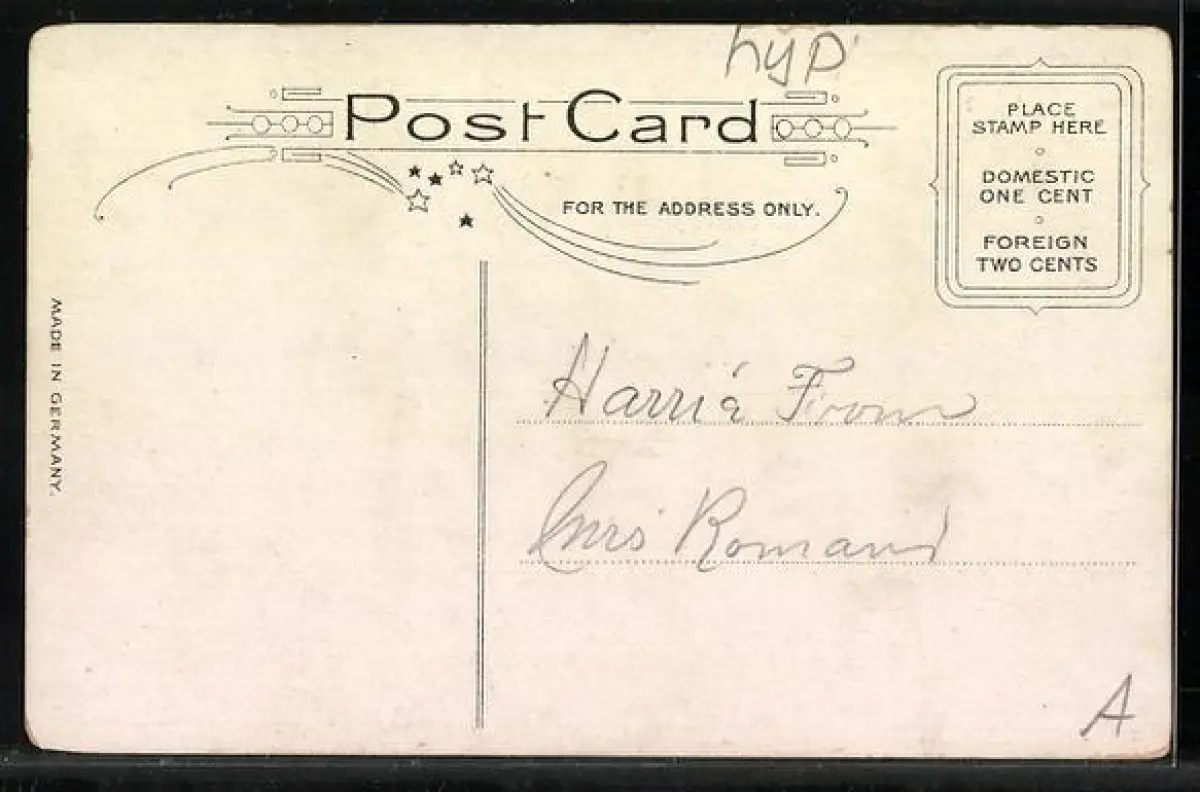 hyp
Post Card
FOR THE ADDRESS ONLY.
PLACE
STAMP HERE
DOMESTIC
ONE CENT
FOREIGN
TWO CENTS
MADE IN GERMANY.
Harrie From
Mrs
A